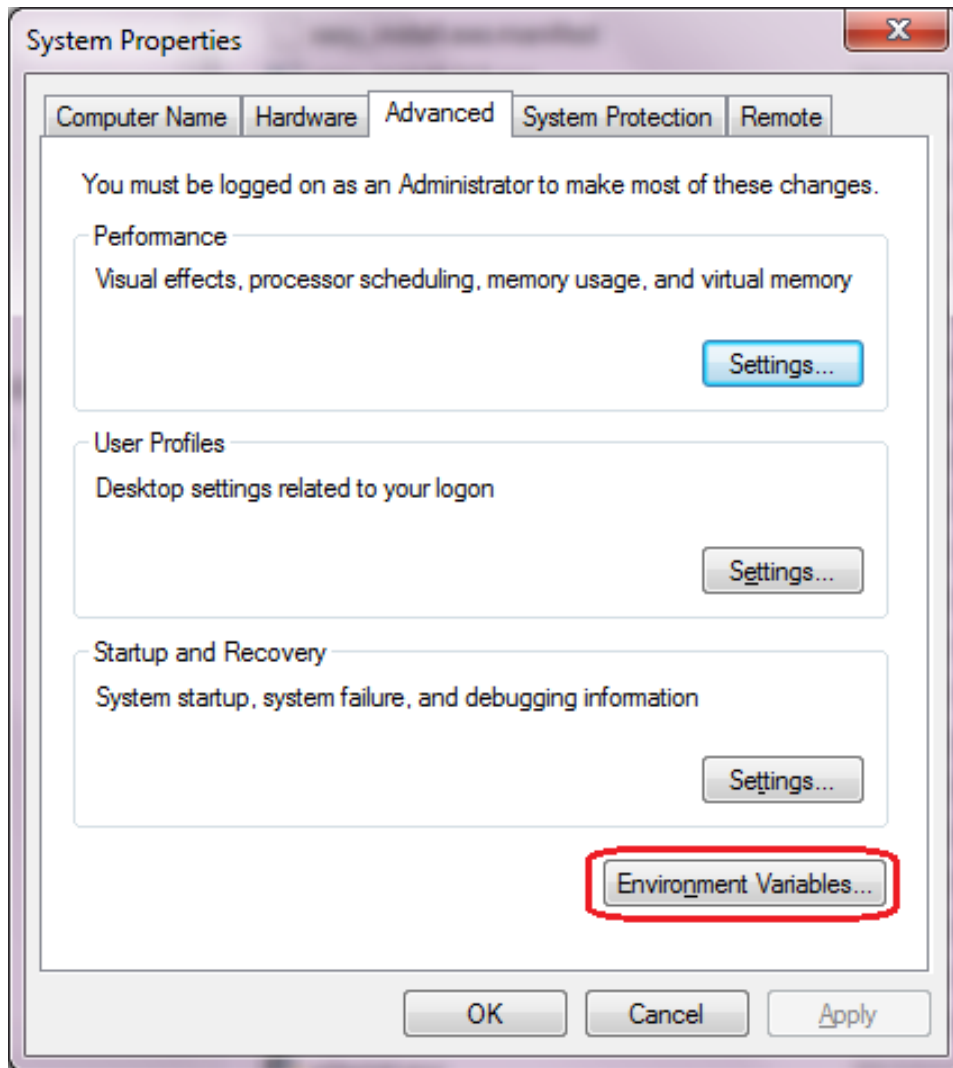 System Properties
Computer Name
Hardware
Advanced
System Protection
Remote
You must be logged on as an Administrator to make most of these changes.
Performance
Visual effects, processor scheduling, memory usage, and virtual memory
Settings...
User Profiles
Desktop settings related to your logon
Settings...
Startup and Recovery
System startup, system failure, and debugging information
Settings...
Environment Variables...
OK
Cancel
Apply